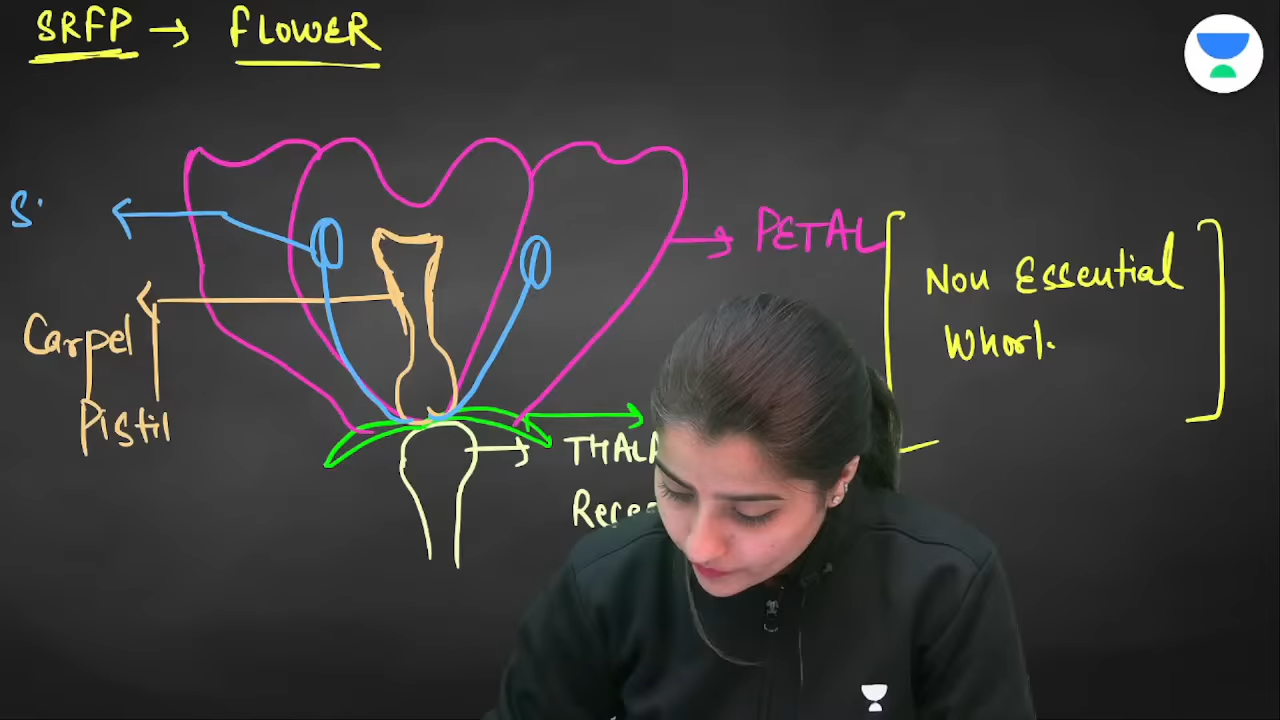 SRFP → FLOWER
S
PETAL
Non Essential
Whorl.
Carpel
Pistil